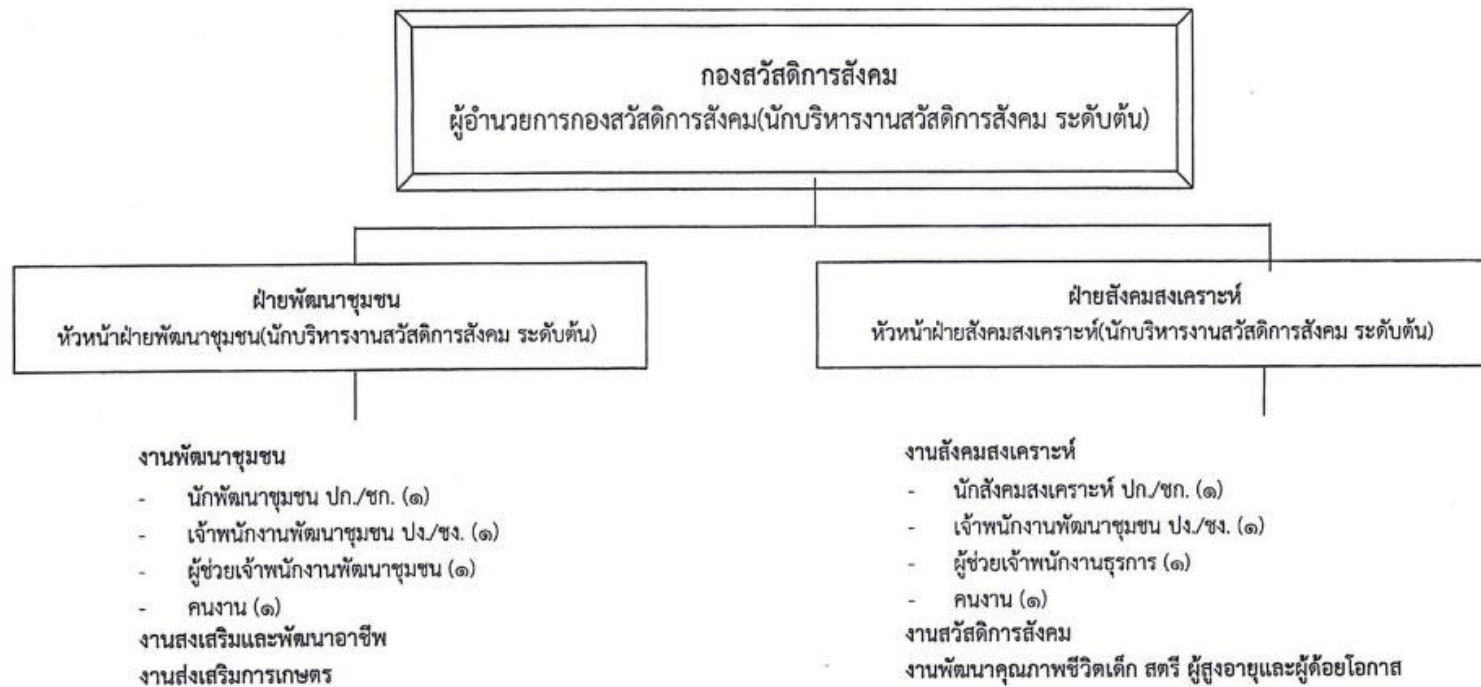 กองสวัสดิการสังคม
ผู้อำนวยการกองสวัสดิการสังคม(นักบริหารงานสวัสดิการสังคม ระดับต้น)
ฝ่ายพัฒนาชุมชน
หัวหน้าฝ่ายพัฒนาชุมชน(นักบริหารงานสวัสดิการสังคม ระดับต้น)
ฝ่ายสังคมสงเคราะห์
หัวหน้าฝ่ายสังคมสงเคราะห์(นักบริหารงานสวัสดิการสังคม ระดับต้น)
งานพัฒนาชุมชน
- นักพัฒนาชุมชน ปก./ชก. (๑)
- เจ้าพนักงานพัฒนาชุมชน ปง./ชง. (๑)
- ผู้ช่วยเจ้าพนักงานพัฒนาชุมชน (๑)
- คนงาน (๑)
งานสงเสริมและพัฒนาอาชีพ
งานส่งเสริมการเกษตร
งานสังคมสงเคราะห์
- นักสังคมสงเคราะห์ ปก./ชก. (๑)
- เจ้าพนักงานพัฒนาชุมชน ปง./ชง. (๑)
- ผู้ช่วยเจ้าพนักงานธุรการ (๑)
- คนงาน (๑)
งานสวัสดิการสังคม
งานพัฒนาคุณภาพชีวิตเด็ก สตรี ผู้สูงอายุและผู้ด้อยโอกาส